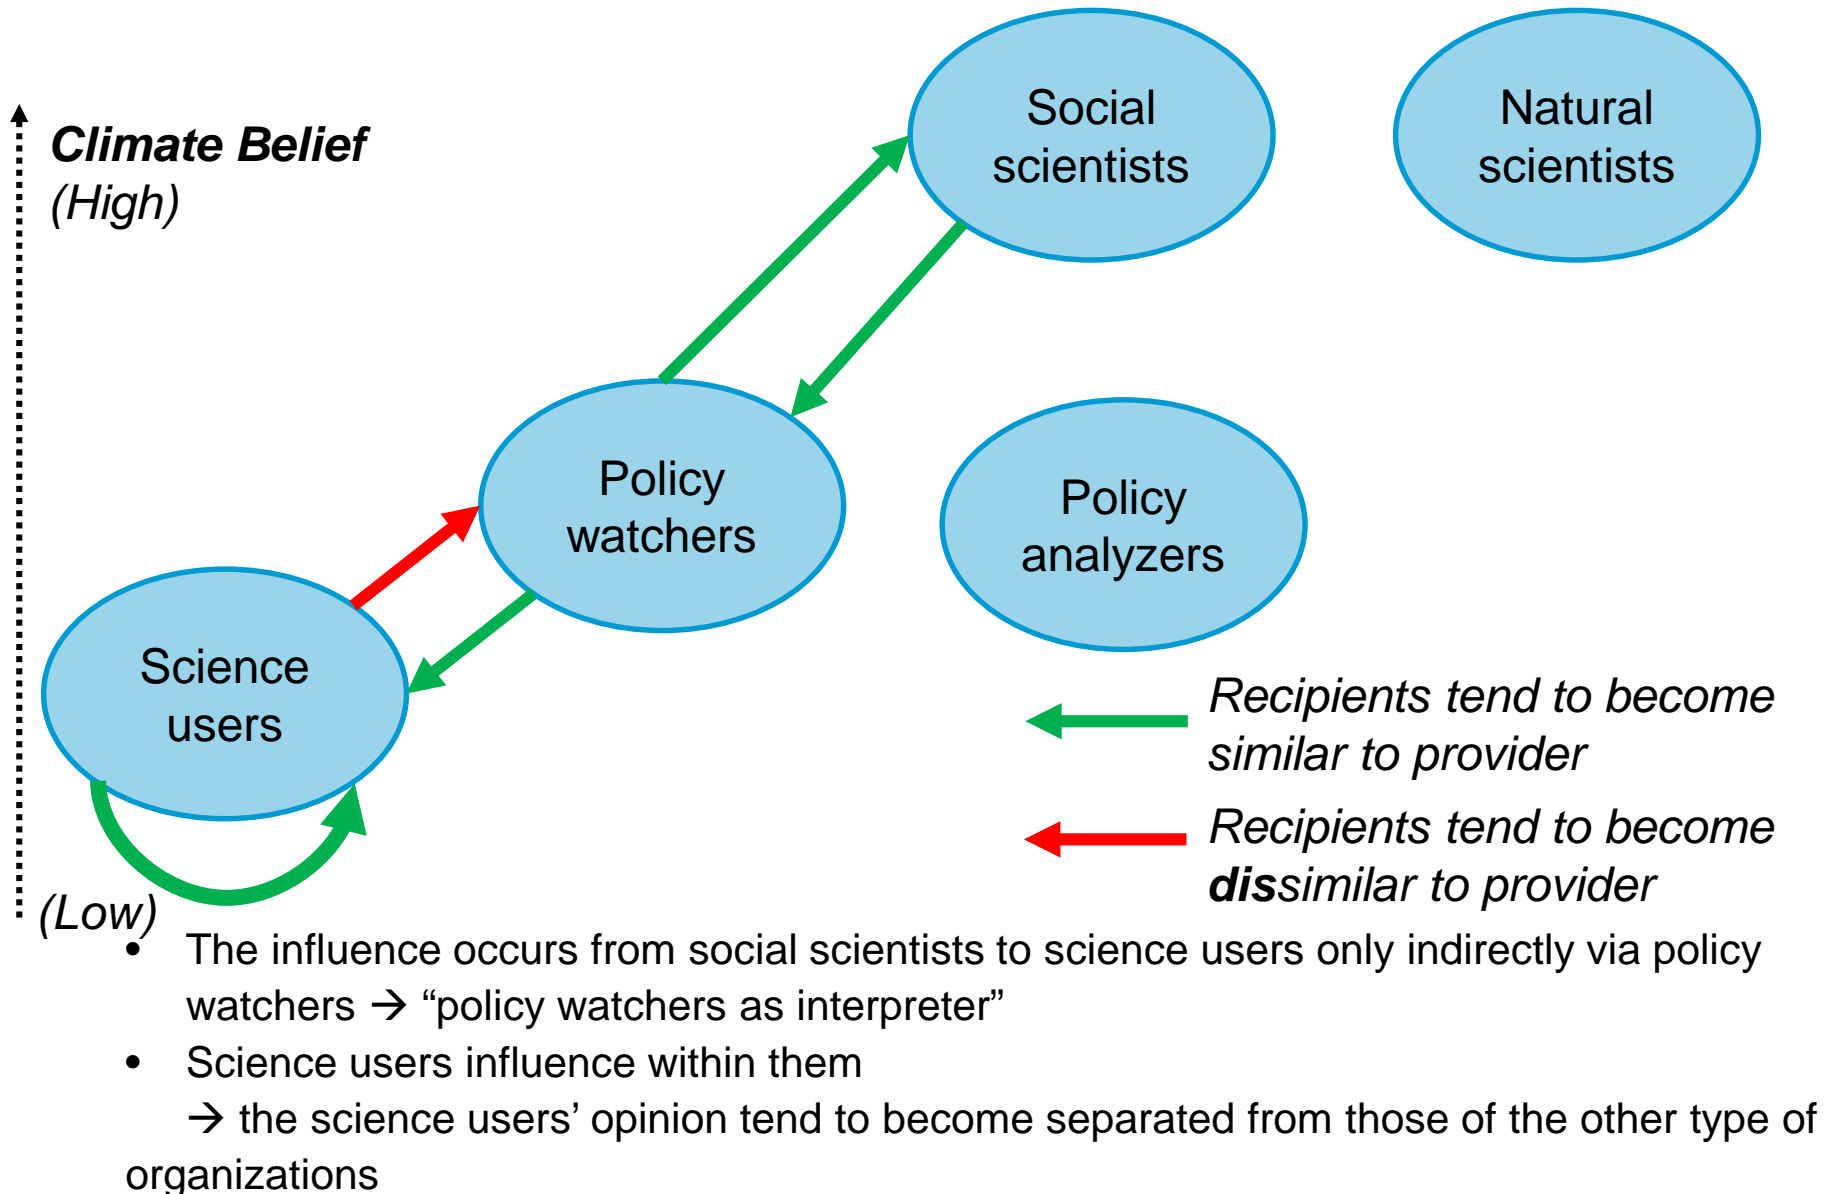 Social
scientists
Natural
scientists
Climate Belief
(High)
Policy
watchers
Policy
analyzers
Science
users
Recipients tend to become
similar to provider
Recipients tend to become
dissimilar to provider
(Low)
• The influence occurs from social scientists to science users only indirectly via policy
watchers → “policy watchers as interpreter”
• Science users influence within them
→ the science users’ opinion tend to become separated from those of the other type of
organizations